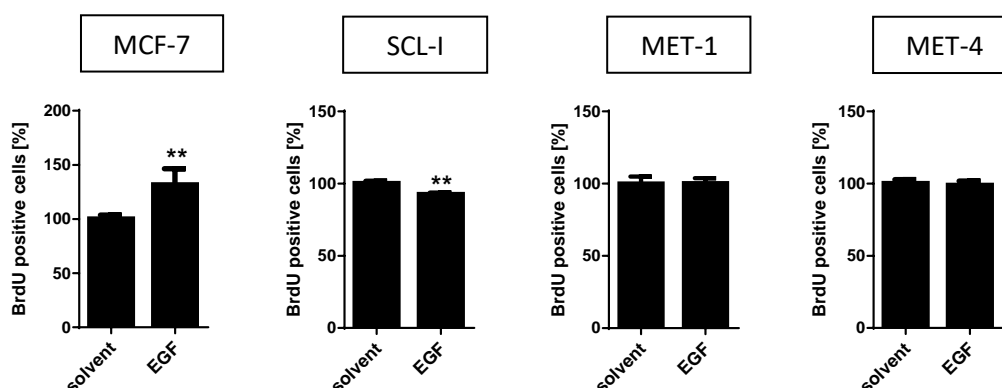 MCF-7
SCL-I
MET-1
MET-4
BrdU positive cells [%]
200
150
100
50
0
**
solvent
EGF
BrdU positive cells [%]
150
100
50
0
**
solvent
EGF
BrdU positive cells [%]
150
100
50
0
solvent
EGF
BrdU positive cells [%]
150
100
50
0
solvent
EGF